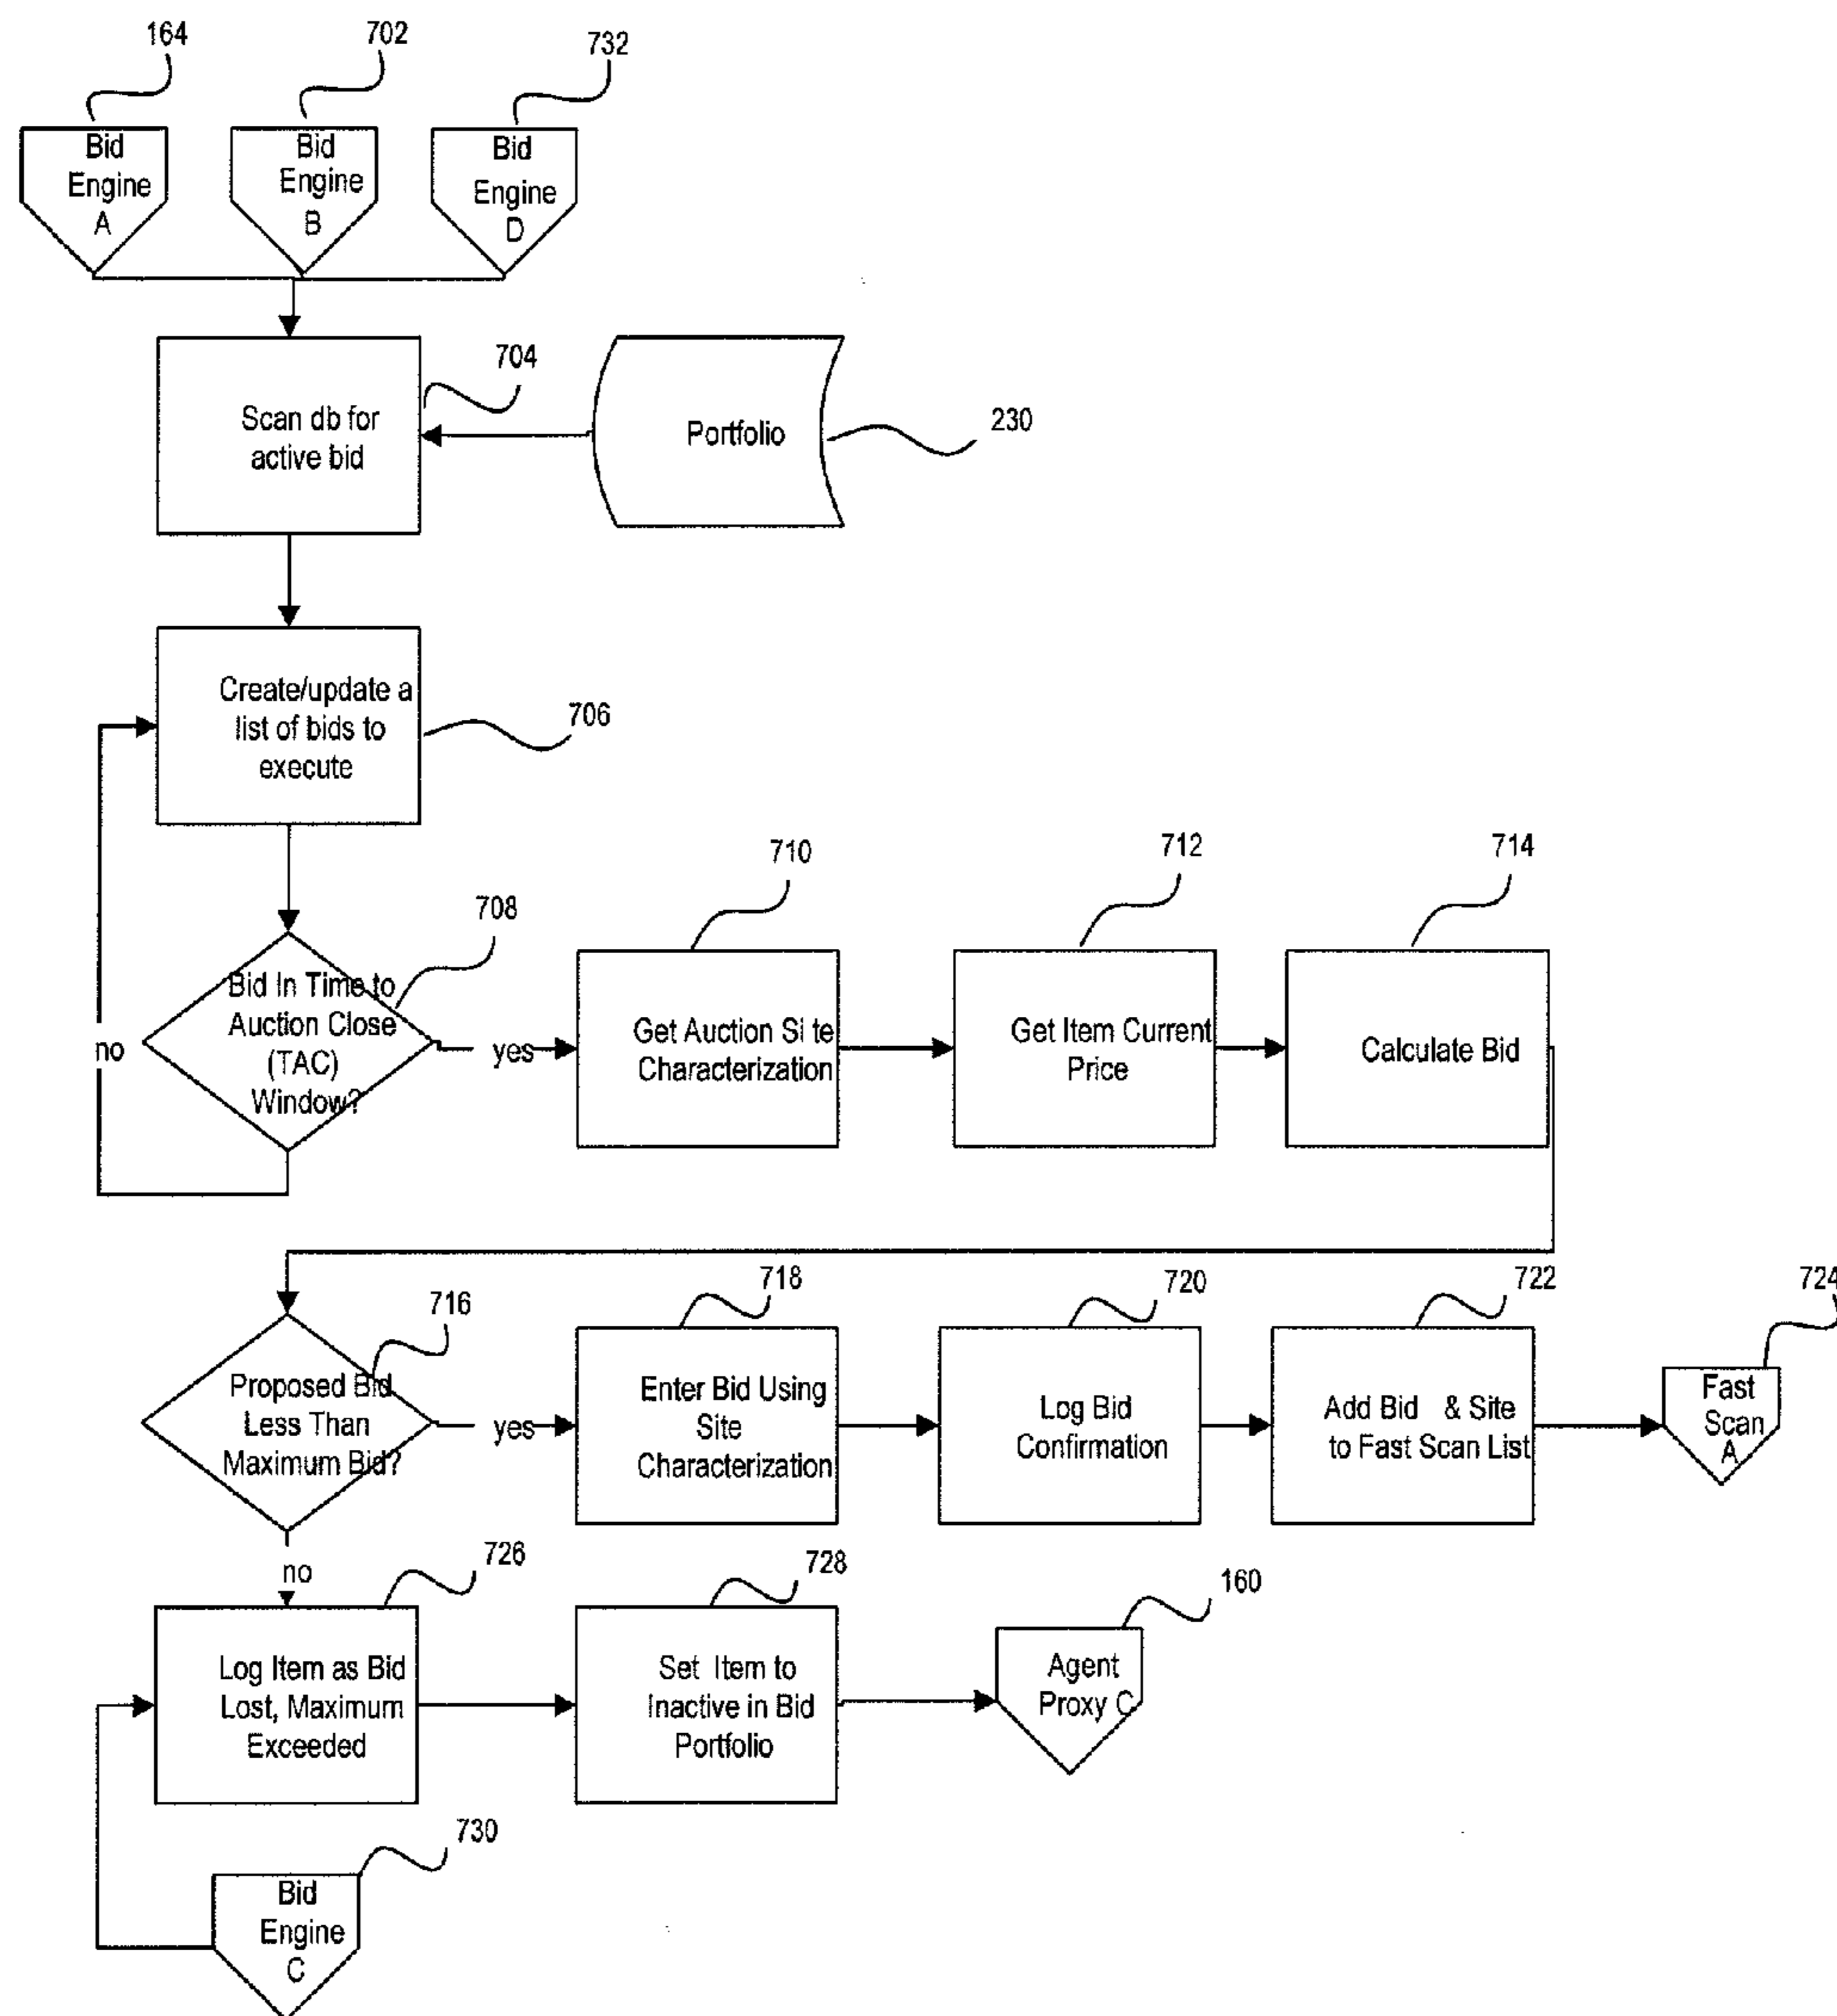 164
702
732
Bid
Engine
A
Bid
Engine
B
Bid
Engine
D
704
Scan db for
active bid
Portfolio
230
Create/update a
list of bids to
execute
706
708
Bid In Time to
Auction Close
(TAC)
Window?
no
yes
710
Get Auction Si te
Characterization
712
Get Item Current
Price
714
Calculate Bid
716
Proposed Bid
Less Than
Maximum Bid?
yes
718
Enter Bid Using
Site
Characterization
720
Log Bid
Confirmation
722
Add Bid & Site
to Fast Scan List
724
Fast
Scan
A
no
726
Log Item as Bid
Lost, Maximum
Exceeded
728
Set Item to
Inactive in Bid
Portfolio
160
Agent
Proxy C
730
Bid
Engine
C